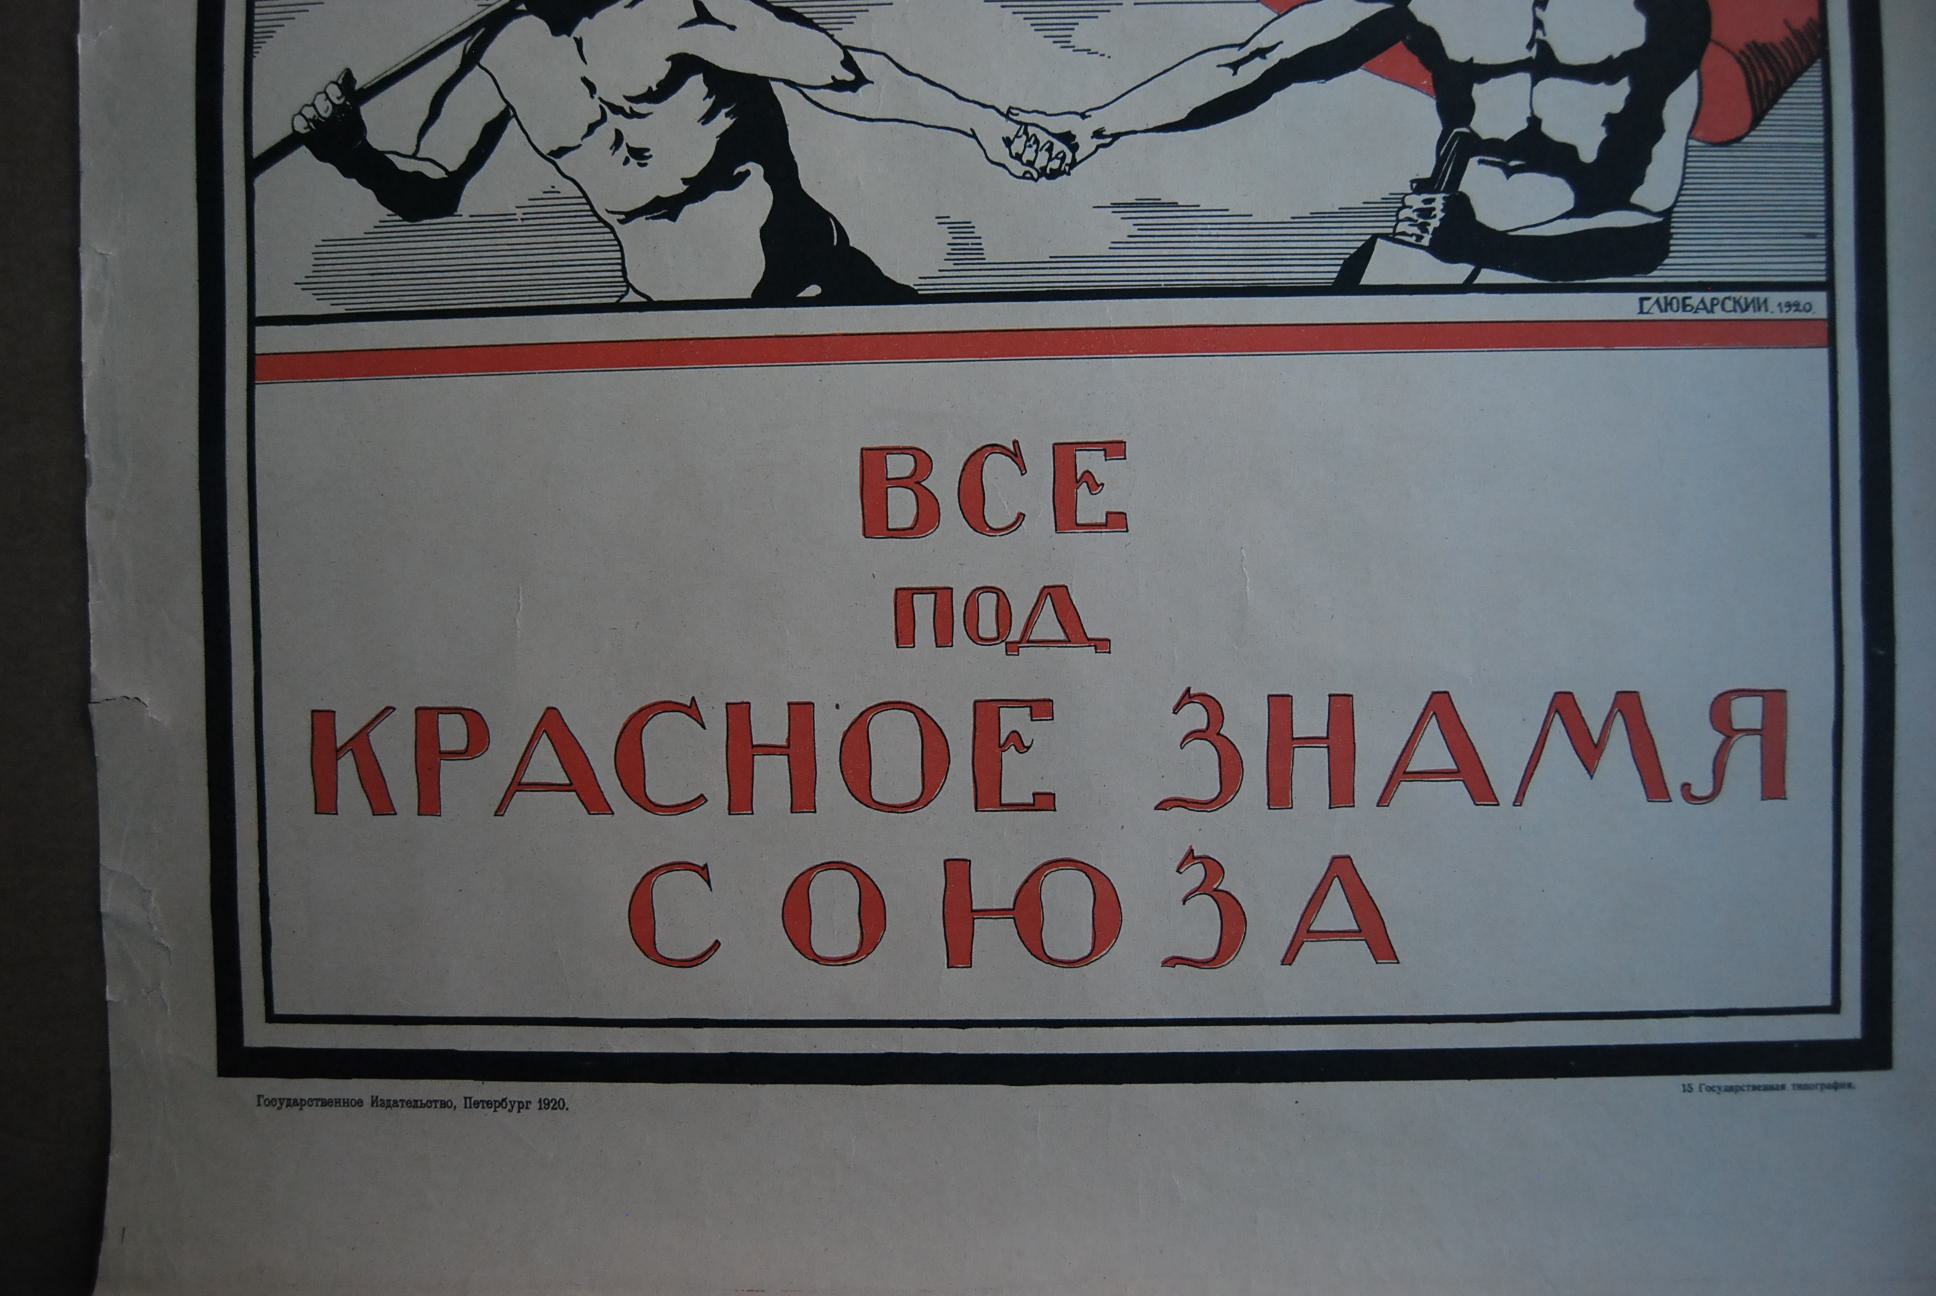 Г. ЛЮБАРСКИЙ. 1920.
ВСЕ
ПОД
КРАСНОЕ ЗНАМЯ
СОЮЗА
Государственное Издательство, Петербург 1920.
15 Государственная типография.